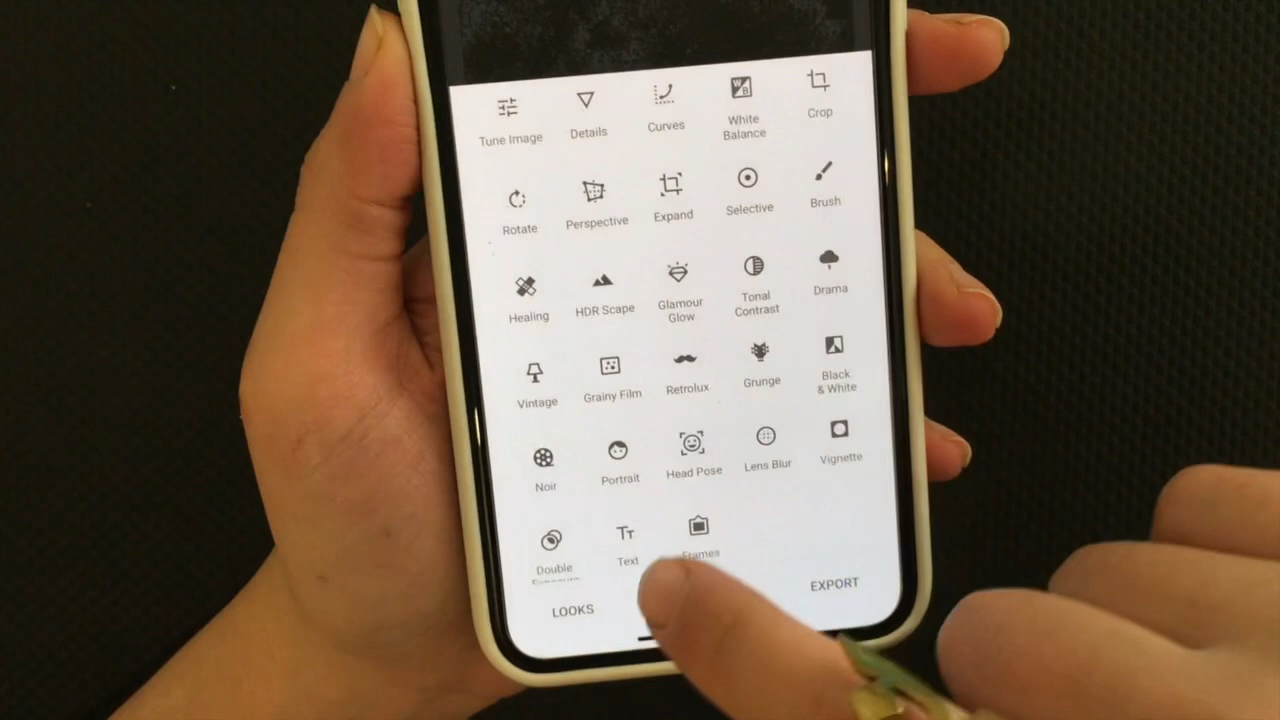 Tune Image
Details
Curves
White
Balance
Crop
Rotate
Perspective
Expand
Selective
Brush
Healing
HDR Scape
Glamour
Glow
Tonal
Contrast
Drama
Vintage
Grainy Film
Retrolux
Grunge
Black
& White
Noir
Portrait
Head Pose
Lens Blur
Vignette
Double
Text
Frames
LOOKS
EXPORT